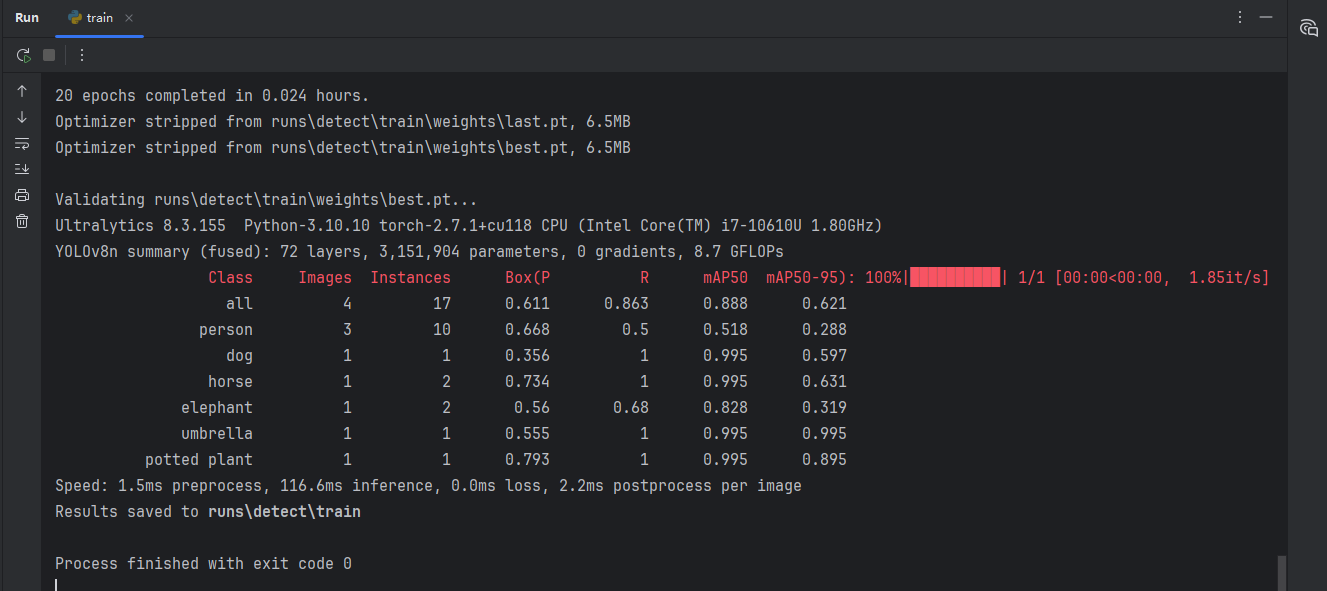 Run train
20 epochs completed in 0.024 hours.
Optimizer stripped from runs\detect\train\weights\last.pt, 6.5MB
Optimizer stripped from runs\detect\train\weights\best.pt, 6.5MB
Validating runs\detect\train\weights\best.pt...
Ultralytics 8.3.155 Python-3.10.10 torch-2.7.1+cu118 CPU (Intel Core(TM) i7-10610U 1.80GHz)
YOLOv8n summary (fused): 72 layers, 3,151,904 parameters, 0 gradients, 8.7 GFLOPs
Class Images Instances Box(P R mAP50 mAP50-95): 100%|██████████| 1/1 [00:00<00:00, 1.85it/s]
all 4 17 0.611 0.863 0.888 0.621
person 3 10 0.668 0.5 0.518 0.288
dog 1 1 0.356 1 0.995 0.597
horse 1 2 0.734 1 0.995 0.631
elephant 1 2 0.56 0.68 0.828 0.319
umbrella 1 1 0.555 1 0.995 0.995
potted plant 1 1 0.793 1 0.995 0.895
Speed: 1.5ms preprocess, 116.6ms inference, 0.0ms loss, 2.2ms postprocess per image
Results saved to runs\detect\train
Process finished with exit code 0